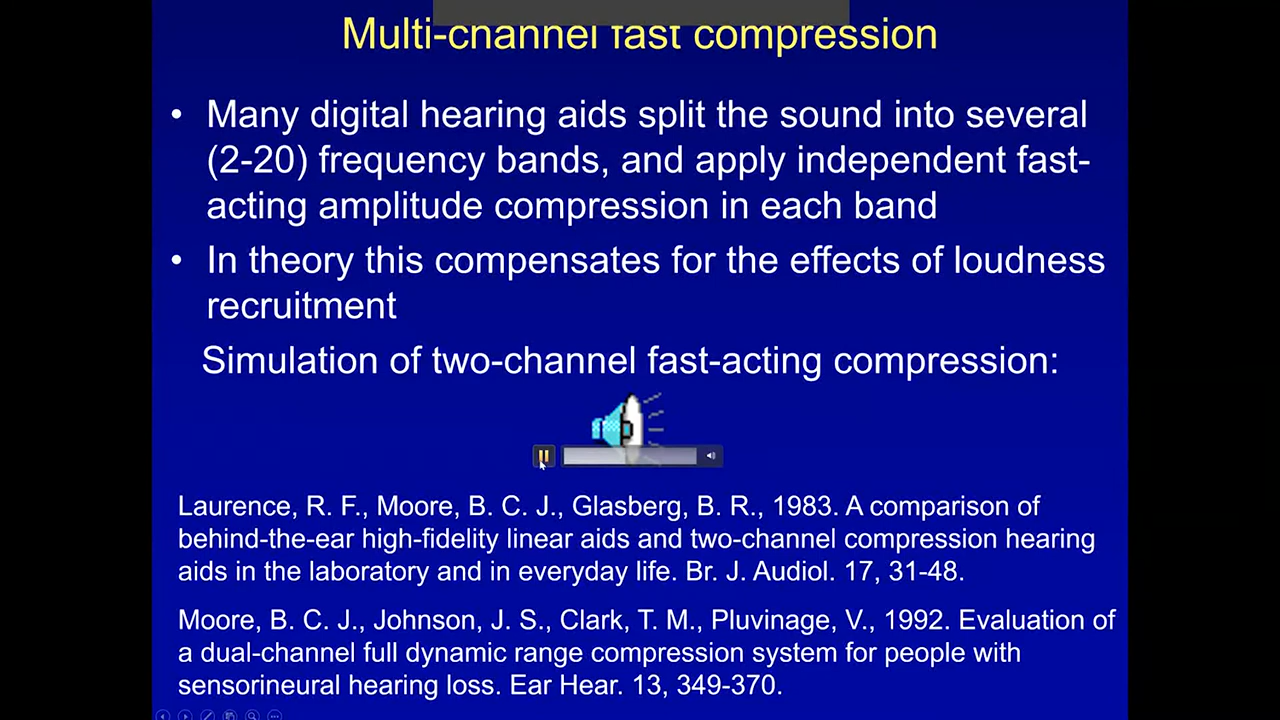 Multi-channel fast compression
• Many digital hearing aids split the sound into several
(2-20) frequency bands, and apply independent fast-
acting amplitude compression in each band
• In theory this compensates for the effects of loudness
recruitment
Simulation of two-channel fast-acting compression:
Laurence, R. F., Moore, B. C. J., Glasberg, B. R., 1983. A comparison of
behind-the-ear high-fidelity linear aids and two-channel compression hearing
aids in the laboratory and in everyday life. Br. J. Audiol. 17, 31-48.
Moore, B. C. J., Johnson, J. S., Clark, T. M., Pluvinage, V., 1992. Evaluation of
a dual-channel full dynamic range compression system for people with
sensorineural hearing loss. Ear Hear. 13, 349-370.